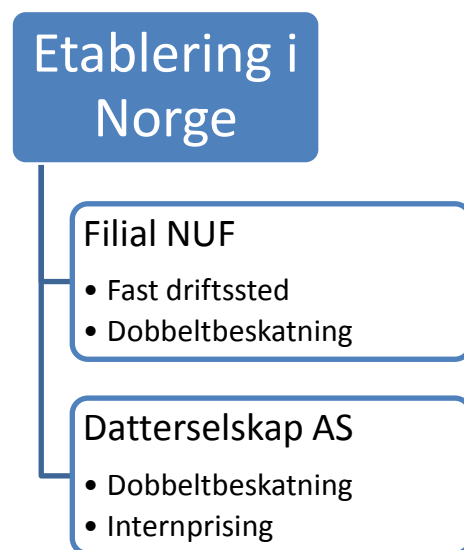 Etablering i
Norge
Filial NUF
• Fast driftssted
• Dobbeltbeskatning
Datterselskap AS
• Dobbeltbeskatning
• Internprising